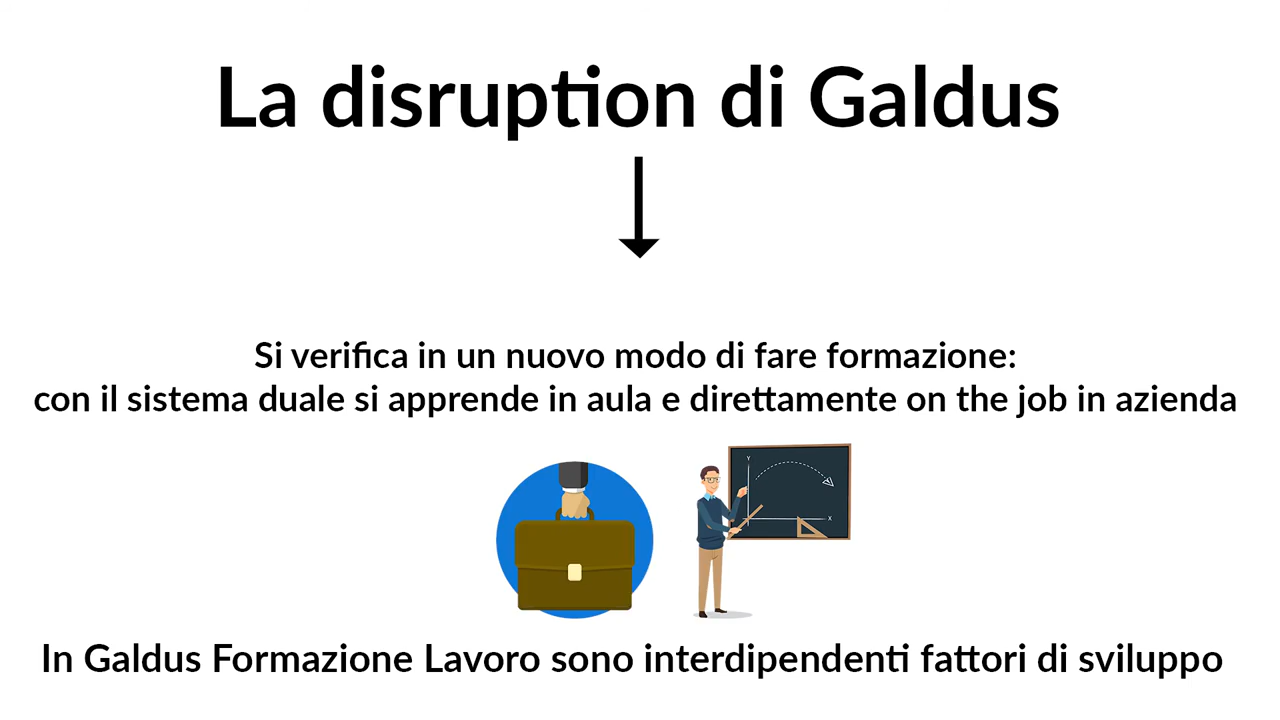 La disruption di Galdus
Si verifica in un nuovo modo di fare formazione:
con il sistema duale si apprende in aula e direttamente on the job in azienda
Y
X
In Galdus Formazione Lavoro sono interdipendenti fattori di sviluppo